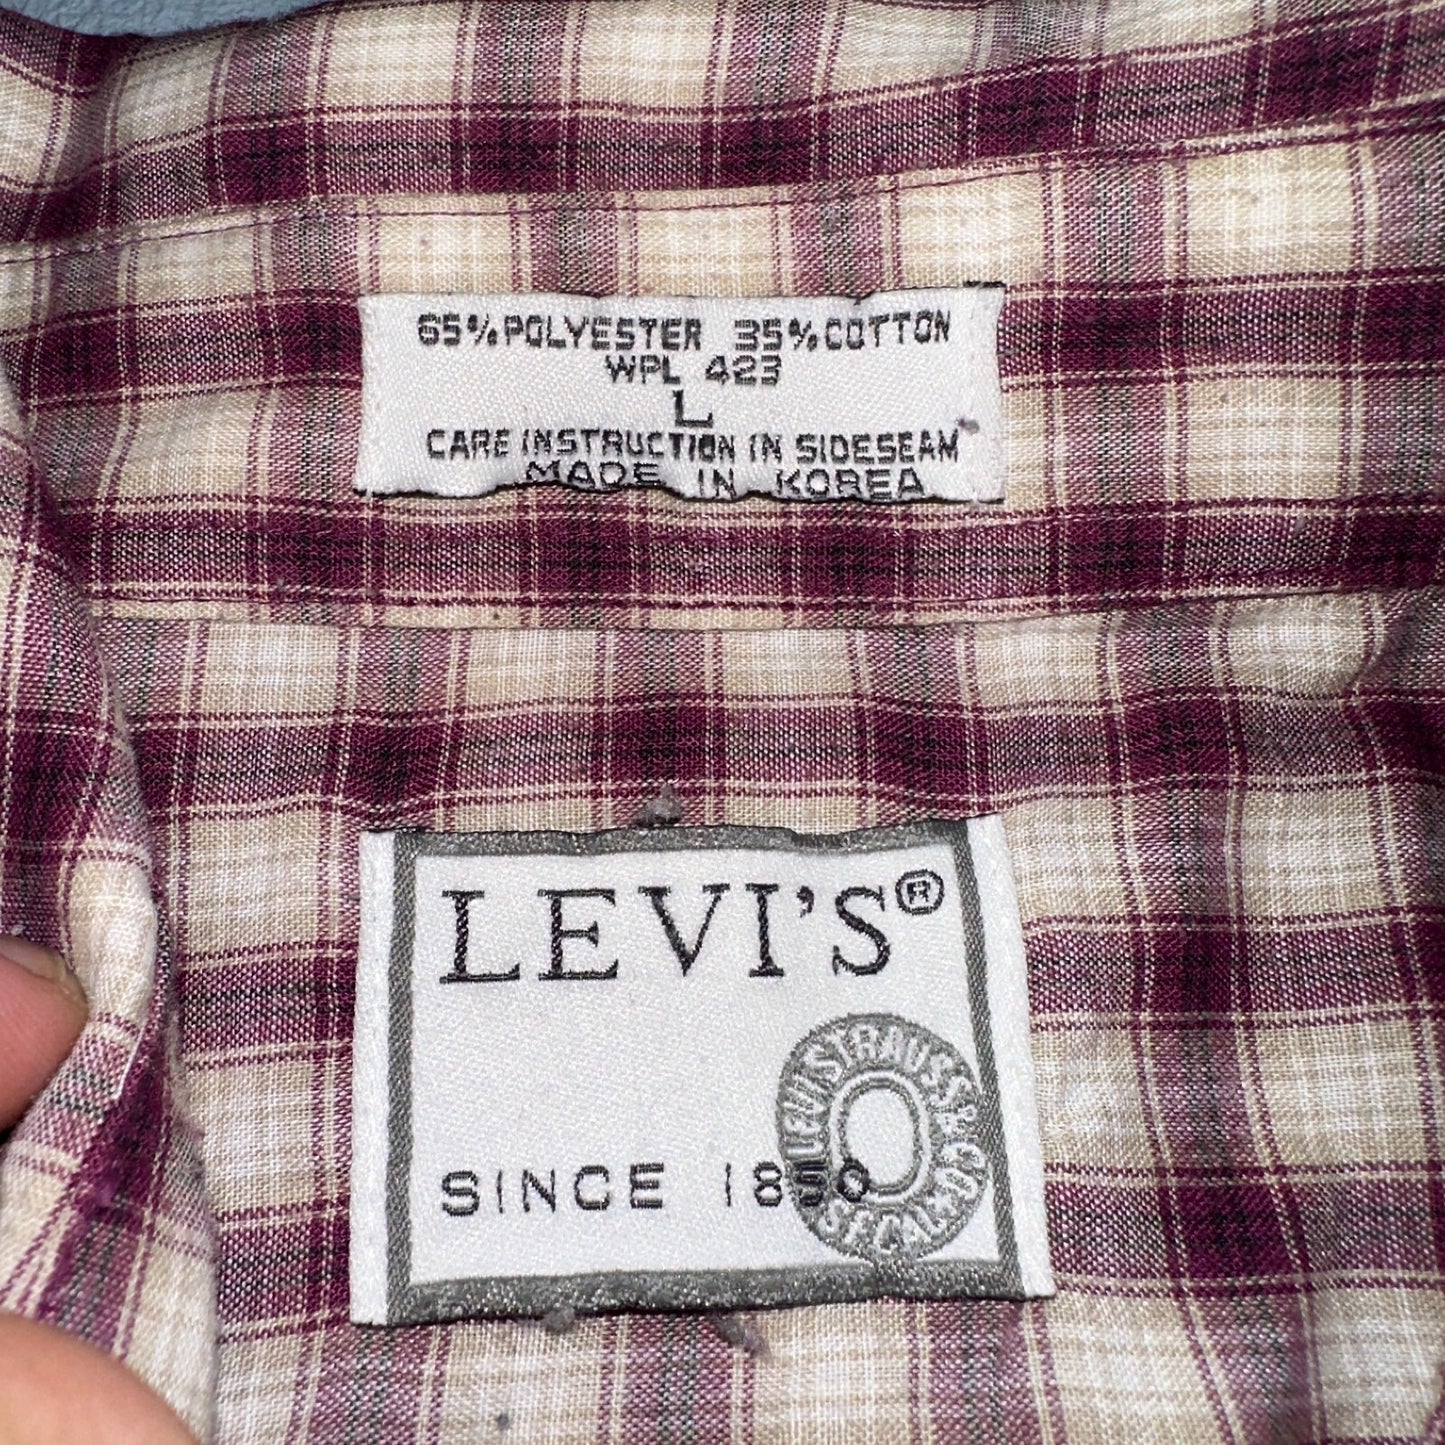 65% POLYESTER 35% COTTON
WPL 423
L
CARE INSTRUCTION IN SIDESEAM
MADE IN KOREA
LEVI'S®
LEVI STRAUSS & CO.
S.F. CAL.
SINCE 1850